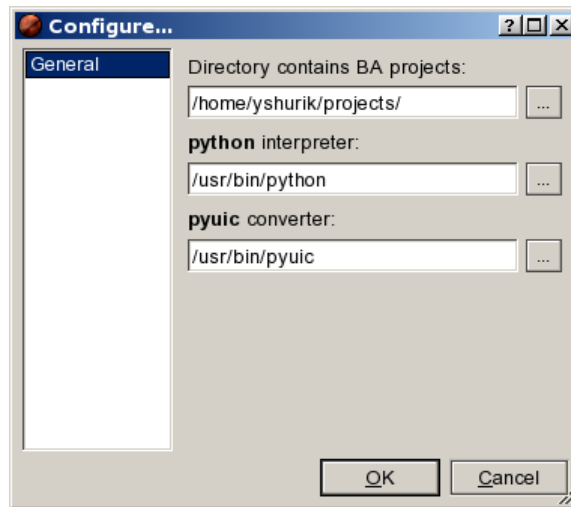 Configure...
General
Directory contains BA projects:
/home/yshurik/projects/
...
python interpreter:
/usr/bin/python
...
pyuic converter:
/usr/bin/pyuic
...
OK
Cancel